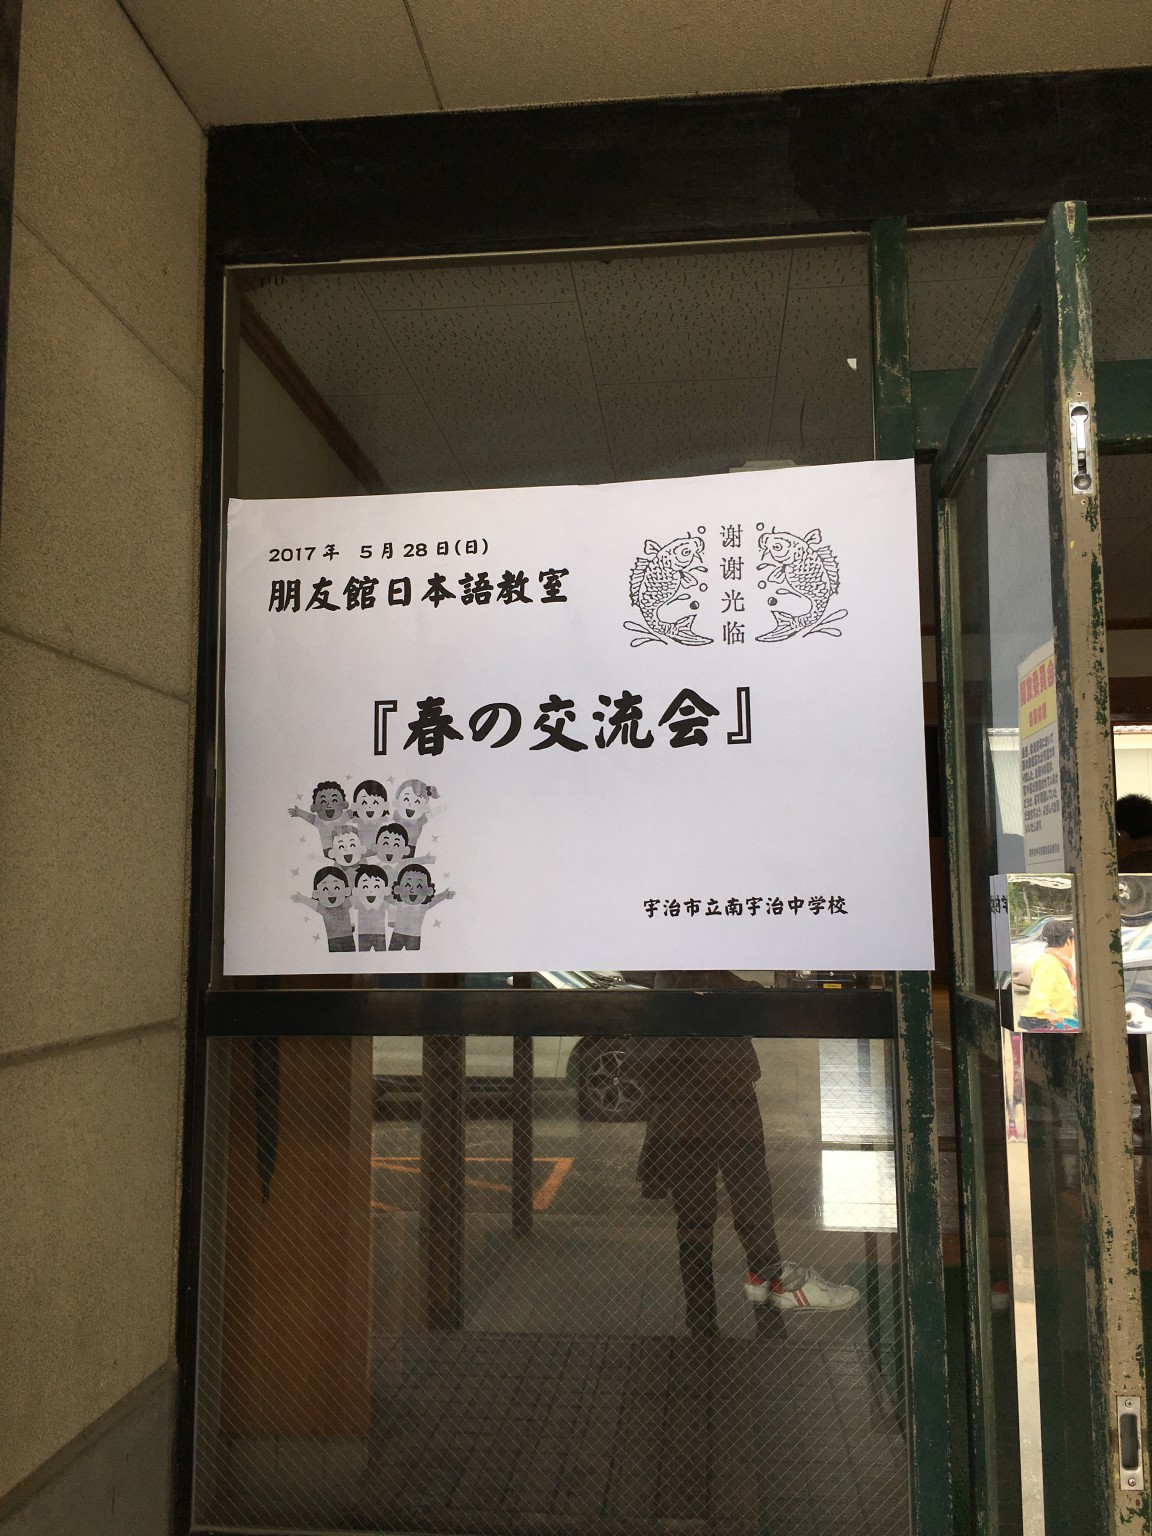 2017年 5月28日(日)
朋友館日本語教室
谢谢光临
『春の交流会』
宇治市立南宇治中学校